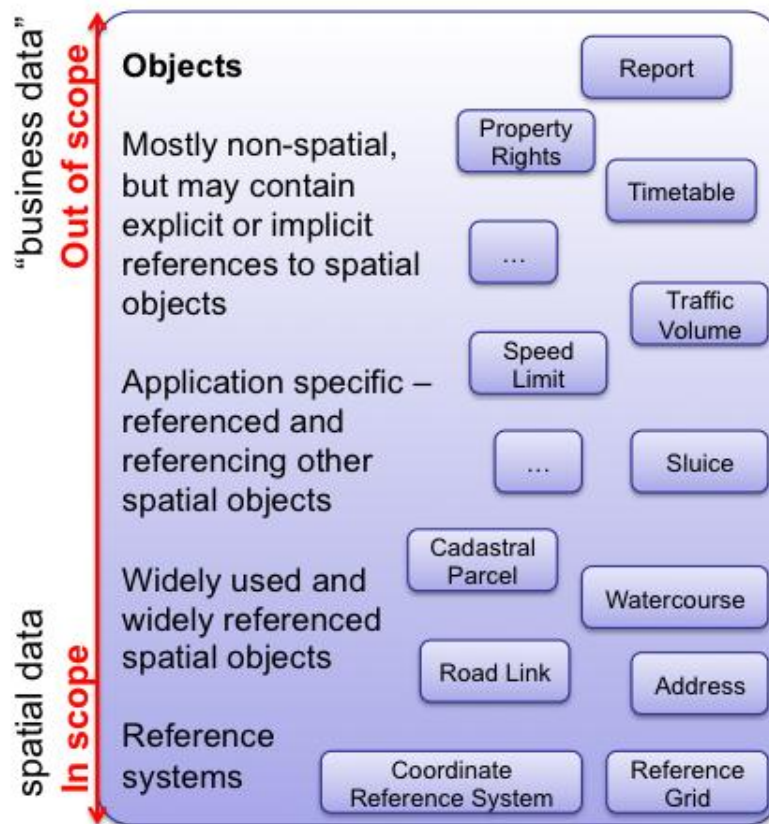 "business data"
Out of scope
Objects
Report
Mostly non-spatial,
but may contain
explicit or implicit
references to spatial
objects
Property
Rights
Timetable
…
Traffic
Volume
Speed
Limit
Application specific –
referenced and
referencing other
spatial objects
…
Sluice
Cadastral
Parcel
Widely used and
widely referenced
spatial objects
Watercourse
Road Link
Address
spatial data
In scope
Reference
systems
Coordinate
Reference System
Reference
Grid